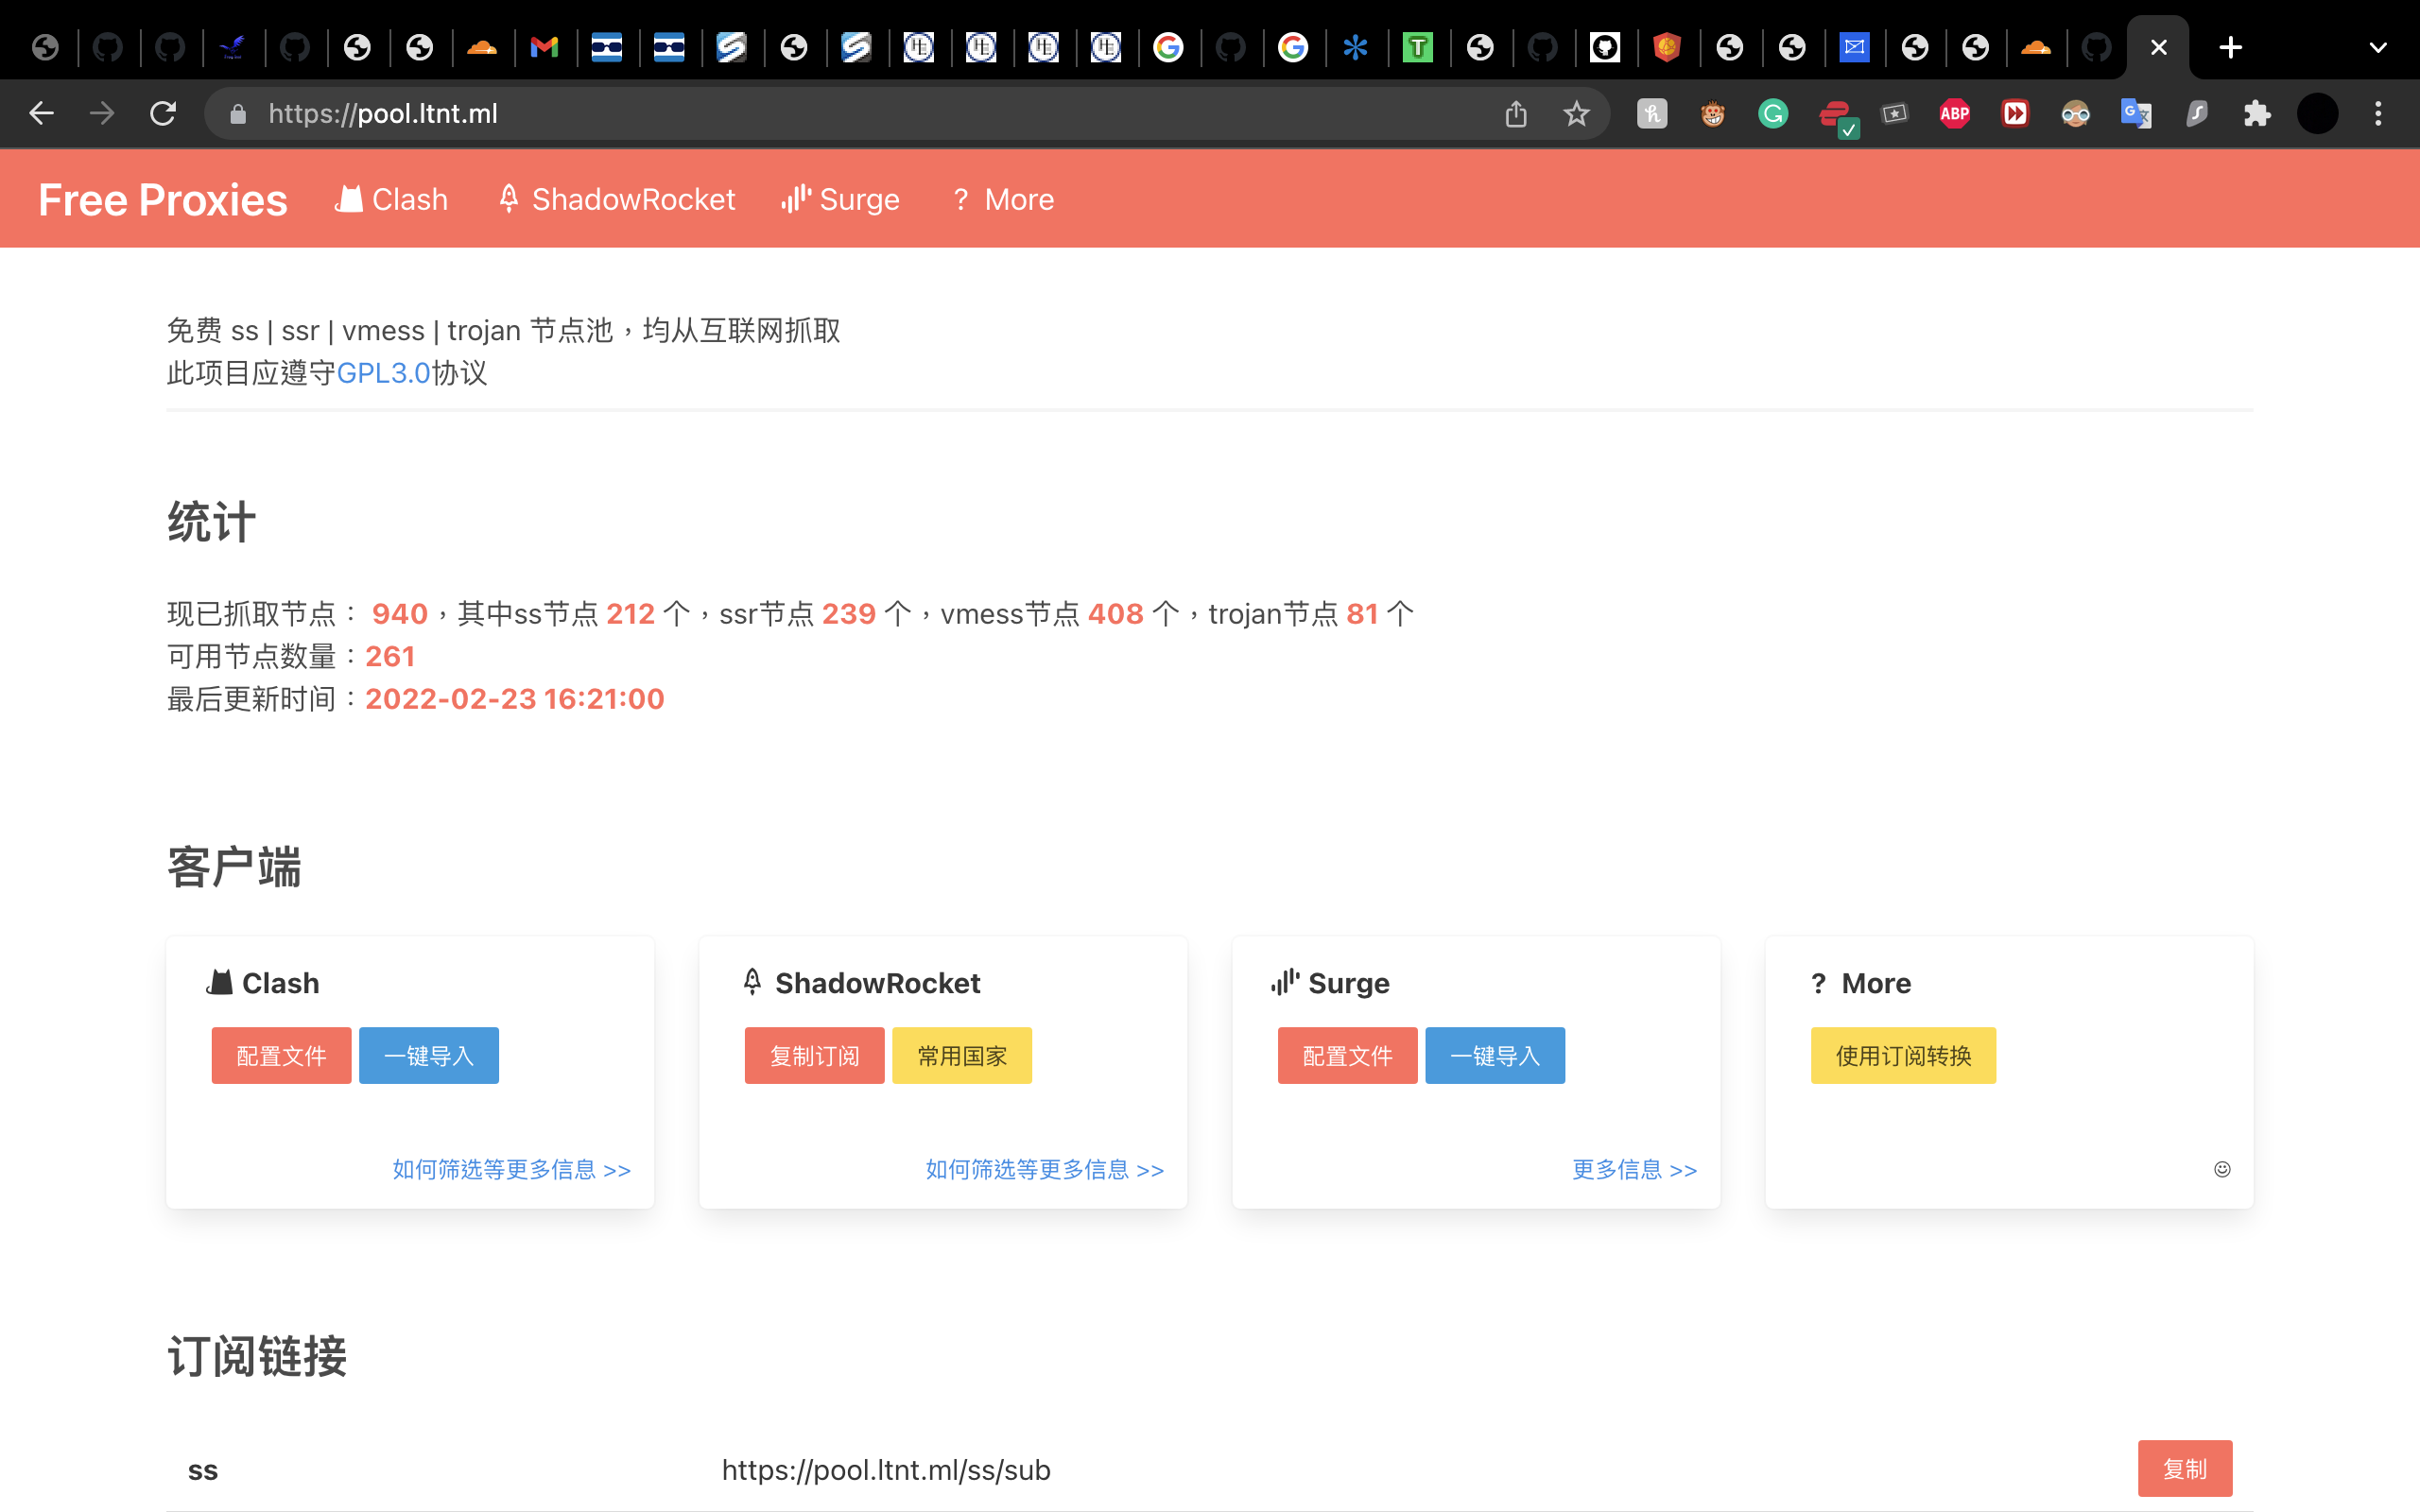 https://pool.ltnt.ml
ABP
Free Proxies Clash ShadowRocket Surge ? More
免费 ss | ssr | vmess | trojan 节点池，均从互联网抓取
此项目应遵守GPL3.0协议
统计
现已抓取节点： 940，其中ss节点 212 个，ssr节点 239 个，vmess节点 408 个，trojan节点 81 个
可用节点数量：261
最后更新时间：2022-02-23 16:21:00
客户端
Clash
配置文件 一键导入
如何筛选等更多信息 >>
ShadowRocket
复制订阅 常用国家
如何筛选等更多信息 >>
Surge
配置文件 一键导入
更多信息 >>
? More
使用订阅转换
订阅链接
ss https://pool.ltnt.ml/ss/sub 复制